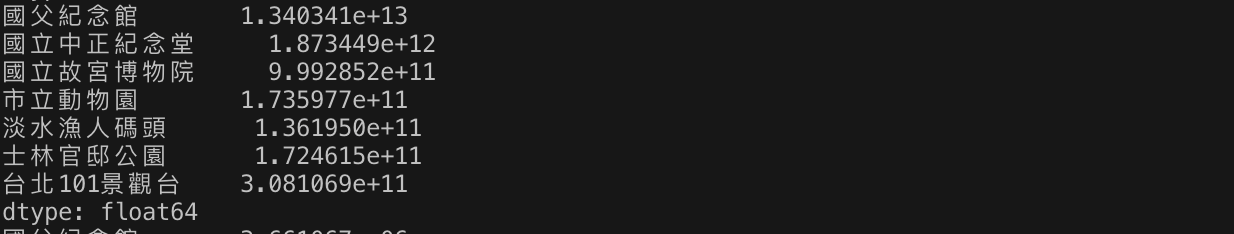 國父紀念館 1.340341e+13
國立中正紀念堂 1.873449e+12
國立故宮博物院 9.992852e+11
市立動物園 1.735977e+11
淡水漁人碼頭 1.361950e+11
士林官邸公園 1.724615e+11
台北101景觀台 3.081069e+11
dtype: float64